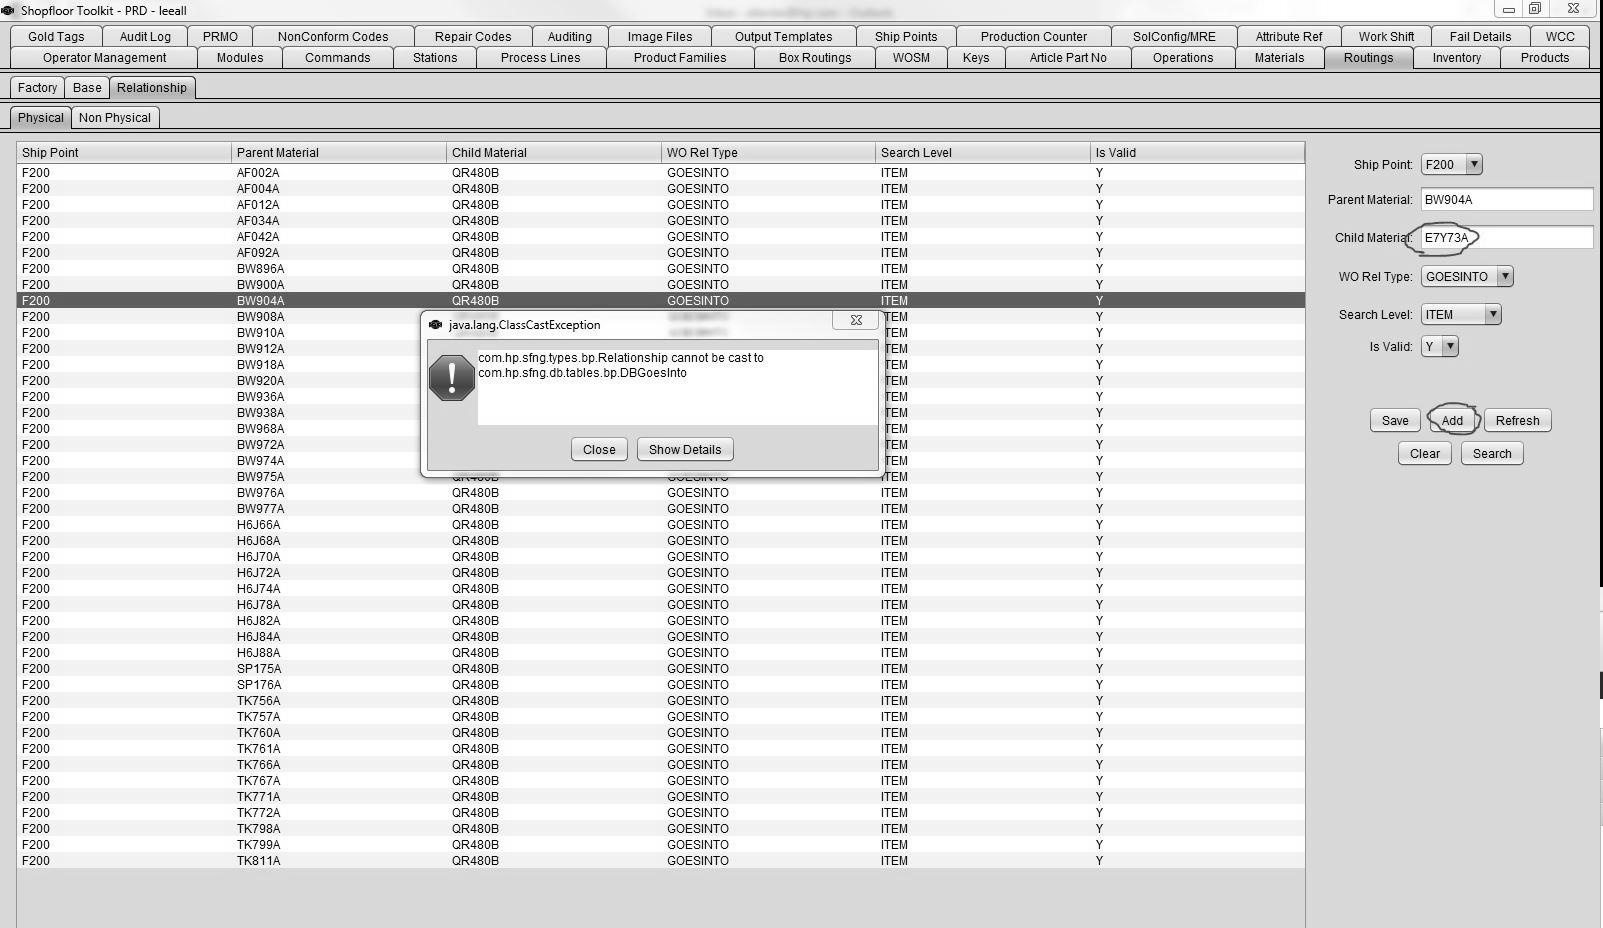 Shopfloor Toolkit - PRD - leeall
Gold Tags Audit Log PRMO NonConform Codes Repair Codes Auditing Image Files Output Templates Ship Points Production Counter SolConfig/MRE Attribute Ref Work Shift Fail Details WCC
Operator Management Modules Commands Stations Process Lines Product Families Box Routings WOSM Keys Article Part No Operations Materials Routings Inventory Products
Factory Base Relationship
Physical Non Physical
Ship Point Parent Material Child Material WO Rel Type Search Level Is Valid
F200 AF002A QR480B GOESINTO ITEM Y
F200 AF004A QR480B GOESINTO ITEM Y
F200 AF012A QR480B GOESINTO ITEM Y
F200 AF034A QR480B GOESINTO ITEM Y
F200 AF042A QR480B GOESINTO ITEM Y
F200 AF092A QR480B GOESINTO ITEM Y
F200 BW896A QR480B GOESINTO ITEM Y
F200 BW900A QR480B GOESINTO ITEM Y
F200 BW904A QR480B GOESINTO ITEM Y
F200 BW908A ITEM Y
F200 BW910A ITEM Y
F200 BW912A ITEM Y
F200 BW918A ITEM Y
F200 BW920A ITEM Y
F200 BW936A ITEM Y
F200 BW938A ITEM Y
F200 BW968A ITEM Y
F200 BW972A ITEM Y
F200 BW974A ITEM Y
F200 BW975A QR480B GOESINTO ITEM Y
F200 BW976A QR480B GOESINTO ITEM Y
F200 BW977A QR480B GOESINTO ITEM Y
F200 H6J66A QR480B GOESINTO ITEM Y
F200 H6J68A QR480B GOESINTO ITEM Y
F200 H6J70A QR480B GOESINTO ITEM Y
F200 H6J72A QR480B GOESINTO ITEM Y
F200 H6J74A QR480B GOESINTO ITEM Y
F200 H6J78A QR480B GOESINTO ITEM Y
F200 H6J82A QR480B GOESINTO ITEM Y
F200 H6J84A QR480B GOESINTO ITEM Y
F200 H6J88A QR480B GOESINTO ITEM Y
F200 SP175A QR480B GOESINTO ITEM Y
F200 SP176A QR480B GOESINTO ITEM Y
F200 TK756A QR480B GOESINTO ITEM Y
F200 TK757A QR480B GOESINTO ITEM Y
F200 TK760A QR480B GOESINTO ITEM Y
F200 TK761A QR480B GOESINTO ITEM Y
F200 TK766A QR480B GOESINTO ITEM Y
F200 TK767A QR480B GOESINTO ITEM Y
F200 TK771A QR480B GOESINTO ITEM Y
F200 TK772A QR480B GOESINTO ITEM Y
F200 TK798A QR480B GOESINTO ITEM Y
F200 TK799A QR480B GOESINTO ITEM Y
F200 TK811A QR480B GOESINTO ITEM Y
java.lang.ClassCastException
com.hp.sfng.types.bp.Relationship cannot be cast to
com.hp.sfng.db.tables.bp.DBGoesInto
Close Show Details
Ship Point: F200
Parent Material: BW904A
Child Material: E7Y73A
WO Rel Type: GOESINTO
Search Level: ITEM
Is Valid: Y
Save Add Refresh
Clear Search